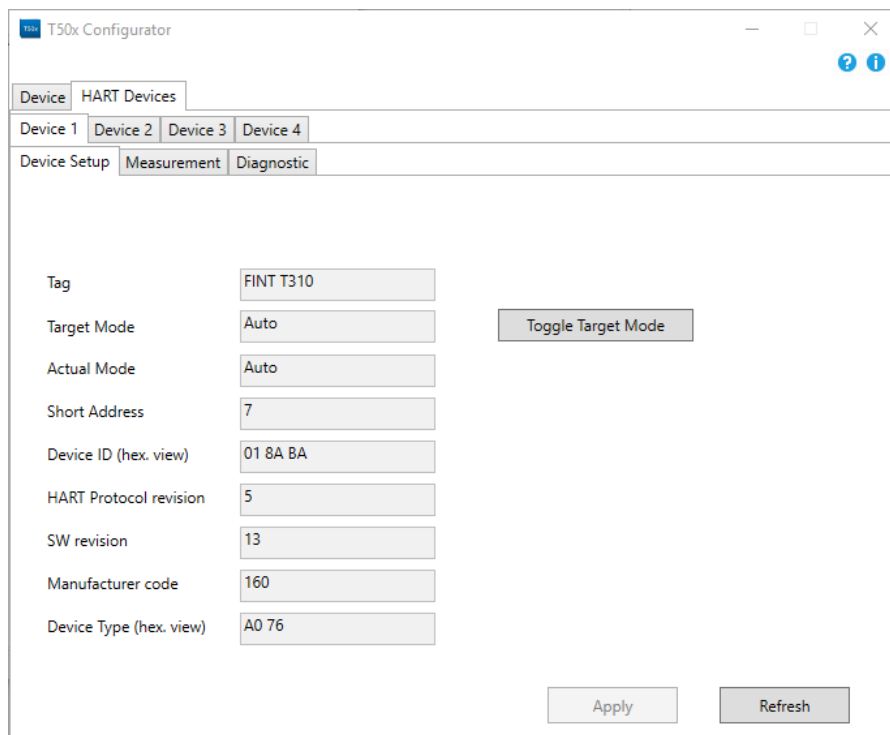 T50x T50x Configurator
? i
Device HART Devices
Device 1 Device 2 Device 3 Device 4
Device Setup Measurement Diagnostic
Tag FINT T310
Target Mode Auto Toggle Target Mode
Actual Mode Auto
Short Address 7
Device ID (hex. view) 01 8A BA
HART Protocol revision 5
SW revision 13
Manufacturer code 160
Device Type (hex. view) A0 76
Apply Refresh